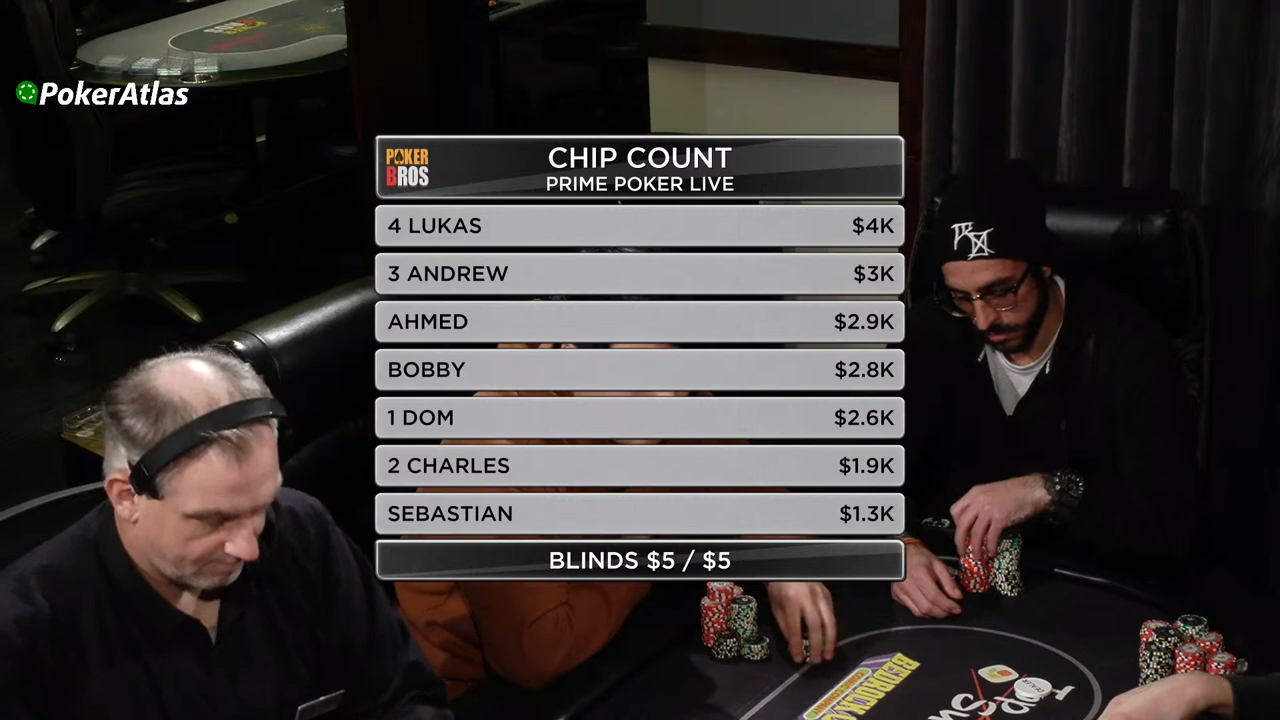 PokerAtlas
POKER
BROS
CHIP COUNT
PRIME POKER LIVE
4 LUKAS $4K
3 ANDREW $3K
AHMED $2.9K
BOBBY $2.8K
1 DOM $2.6K
2 CHARLES $1.9K
SEBASTIAN $1.3K
BLINDS $5 / $5